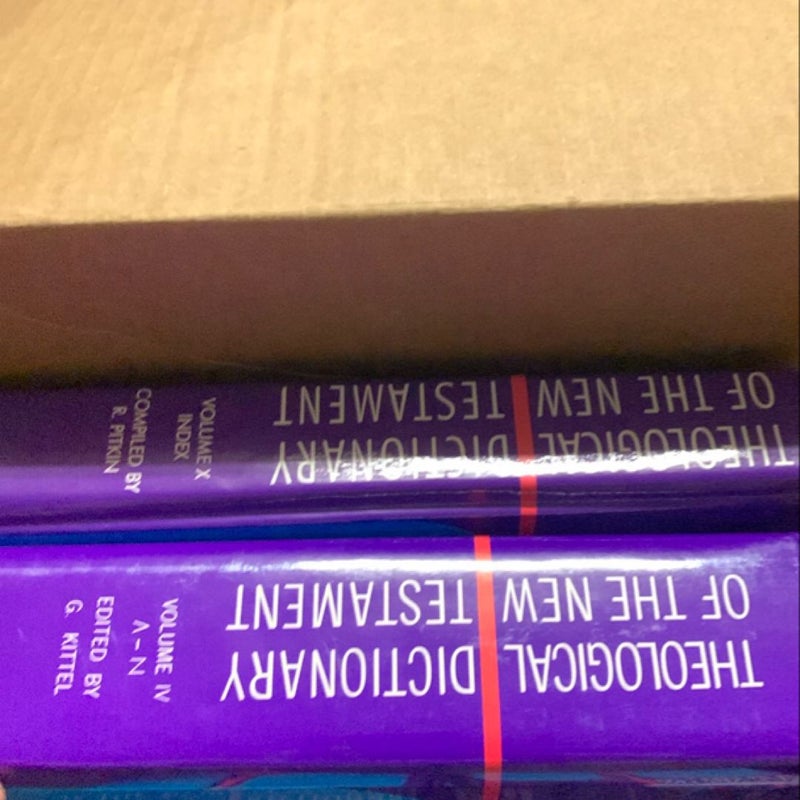 THEOLOGICAL DICTIONARY
OF THE NEW TESTAMENT
VOLUME X
INDEX
COMPILED BY
R. PITKIN
THEOLOGICAL DICTIONARY
OF THE NEW TESTAMENT
VOLUME IV
Λ–N
EDITED BY
G. KITTEL